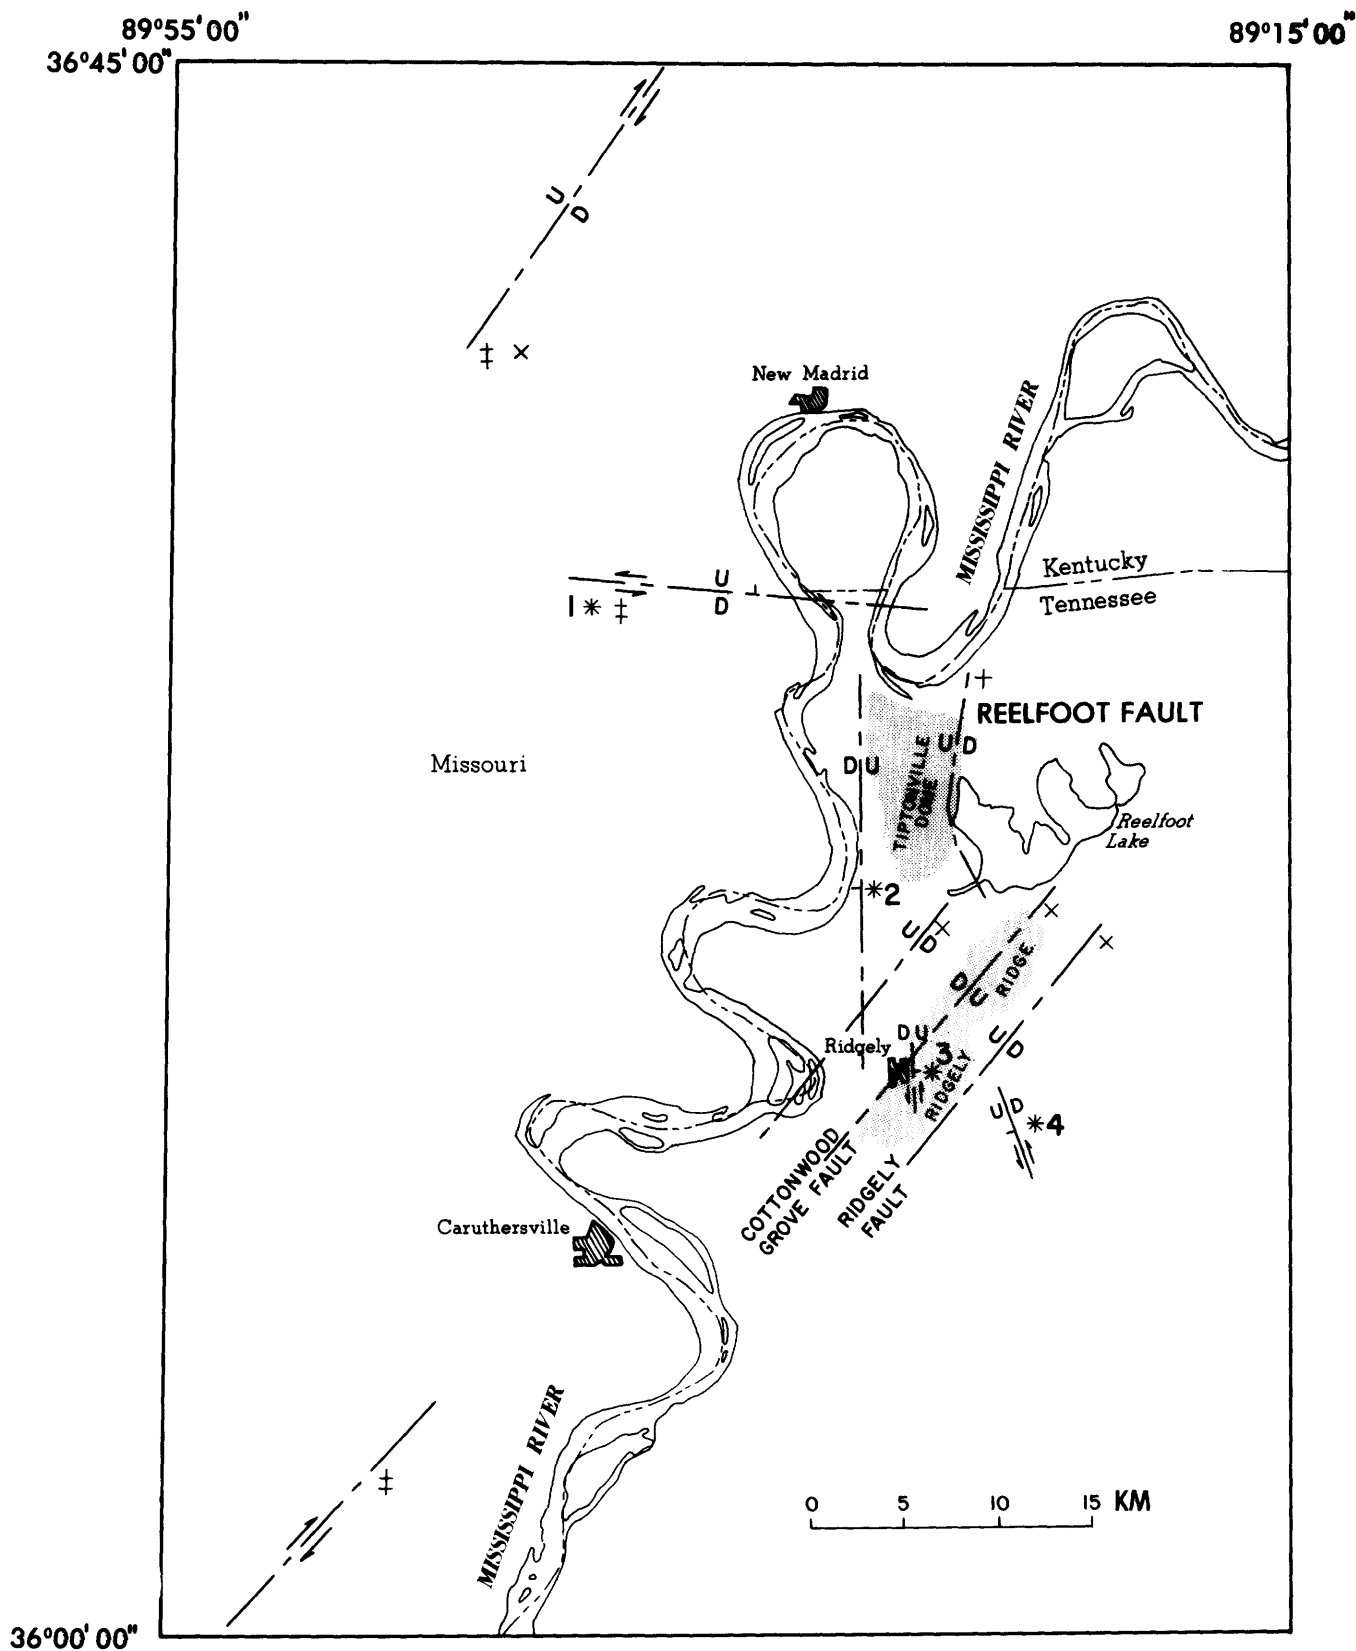 89°55'00"
89°15'00"
36°45'00"
U
D
‡ ×
New Madrid
MISSISSIPPI RIVER
Kentucky
Tennessee
U
D
1 * ‡
+
REELFOOT FAULT
U D
D U
TIPTONVILLE
DOME
Missouri
Reelfoot
Lake
*2
U
D
×
×
×
D
U
RIDGE
D U
Ridgely
*3
RIDGELY
U
D
U D
*4
COTTONWOOD
GROVE FAULT
RIDGELY
FAULT
Caruthersville
‡
MISSISSIPPI RIVER
0 5 10 15 KM
36°00'00"